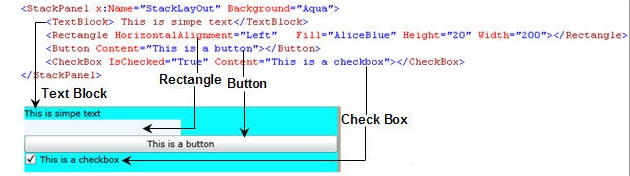 <StackPanel x:Name="StackLayOut" Background="Aqua">
<TextBlock> This is simpe text</TextBlock>
<Rectangle HorizontalAlignment="Left" Fill="AliceBlue" Height="20" Width="200"></Rectangle>
<Button Content="This is a button"></Button>
<CheckBox IsChecked="True" Content="This is a checkbox"></CheckBox>
</StackPanel>
Rectangle Button
Text Block
This is simpe text
Check Box
This is a button
This is a checkbox